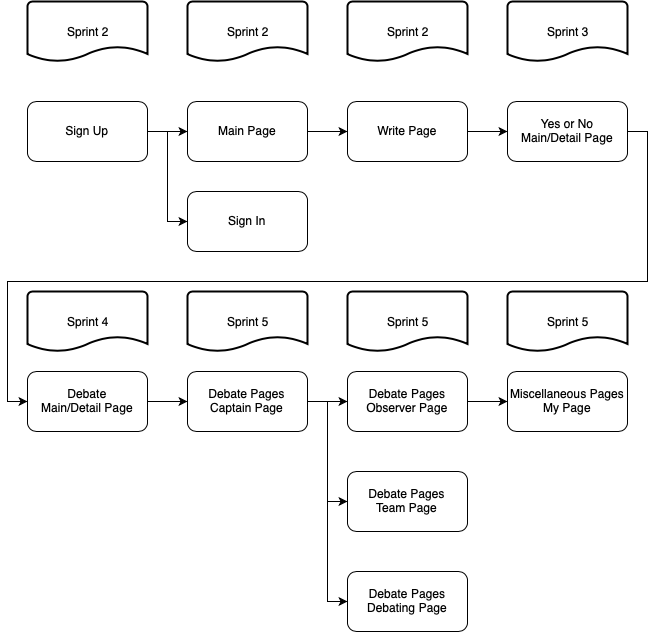 Sprint 2
Sprint 2
Sprint 2
Sprint 3
Sign Up
Main Page
Write Page
Yes or No
Main/Detail Page
Sign In
Sprint 4
Sprint 5
Sprint 5
Sprint 5
Debate
Main/Detail Page
Debate Pages
Captain Page
Debate Pages
Observer Page
Miscellaneous Pages
My Page
Debate Pages
Team Page
Debate Pages
Debating Page